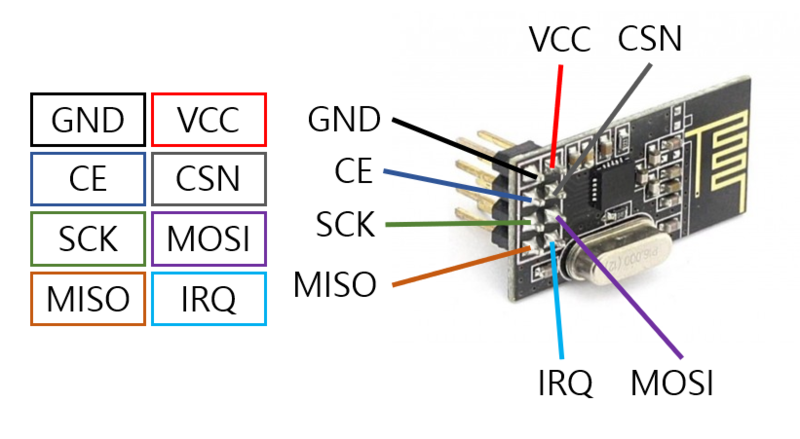 VCC CSN
GND VCC
GND
CE CSN
CE
SCK MOSI
SCK
MISO IRQ
MISO
IRQ MOSI